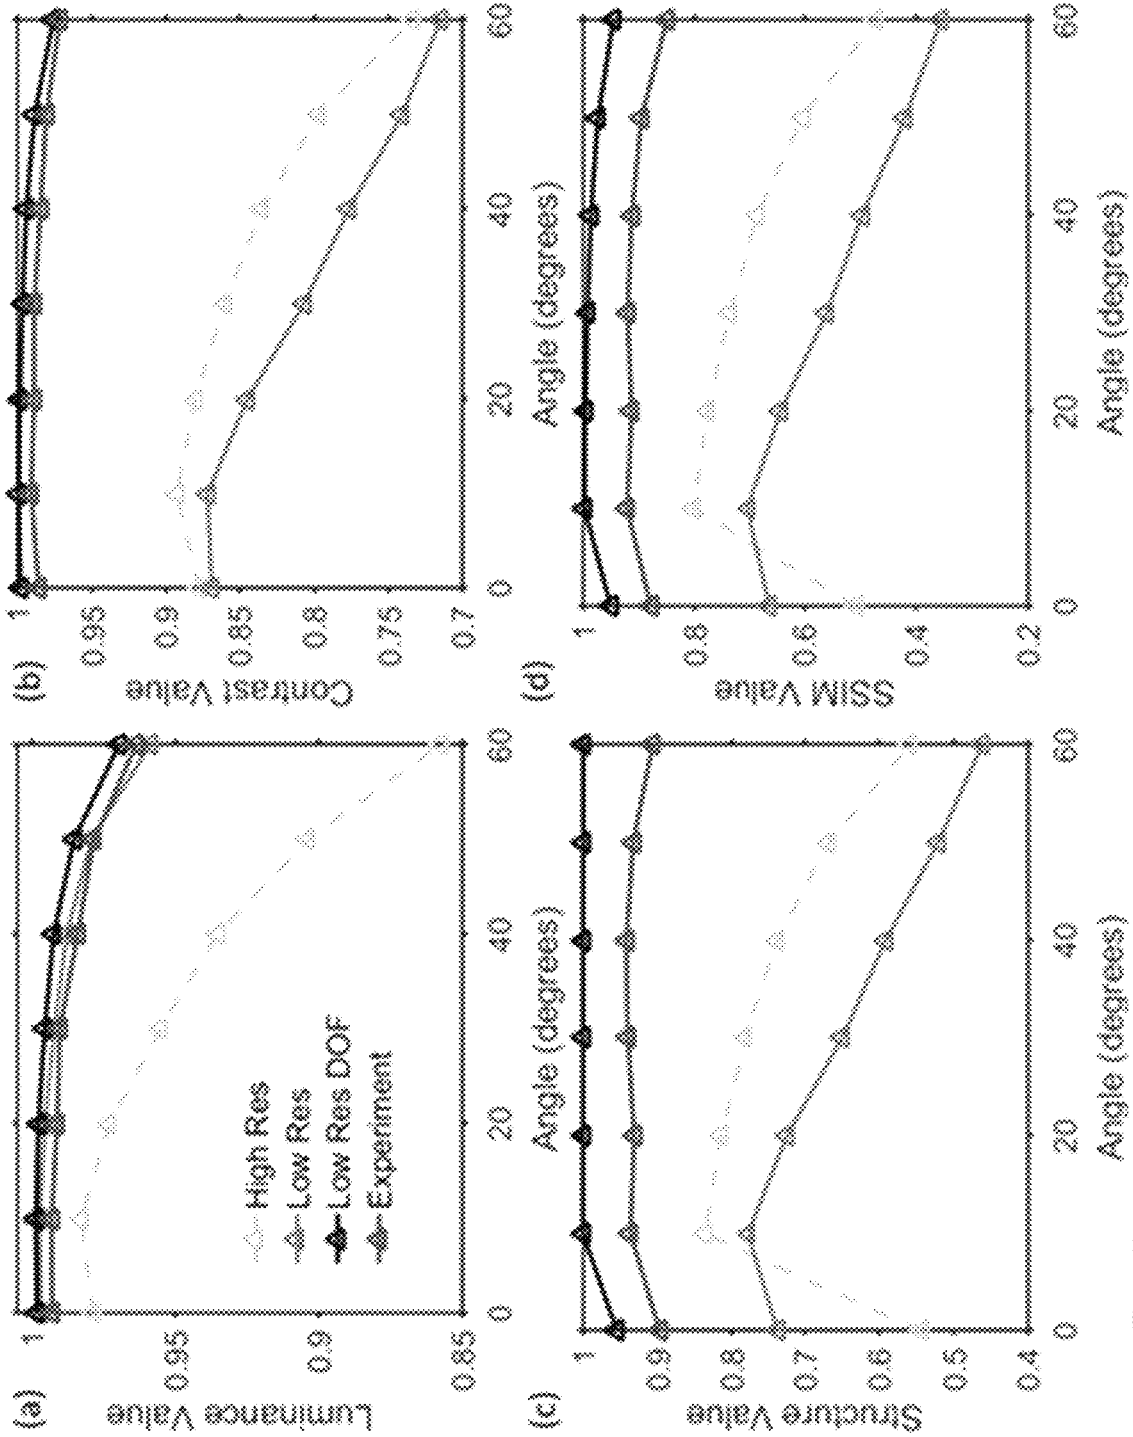 (a)
Luminance Value
1
0.95
0.9
0.85
0
20
40
60
Angle (degrees)
High Res
Low Res
Low Res DOF
Experiment
(b)
Contrast Value
1
0.95
0.9
0.85
0.8
0.75
0.7
0
20
40
60
Angle (degrees)
(c)
Structure Value
1
0.9
0.8
0.7
0.6
0.5
0.4
0
20
40
60
Angle (degrees)
(d)
SSIM Value
1
0.8
0.6
0.4
0.2
0
20
40
60
Angle (degrees)